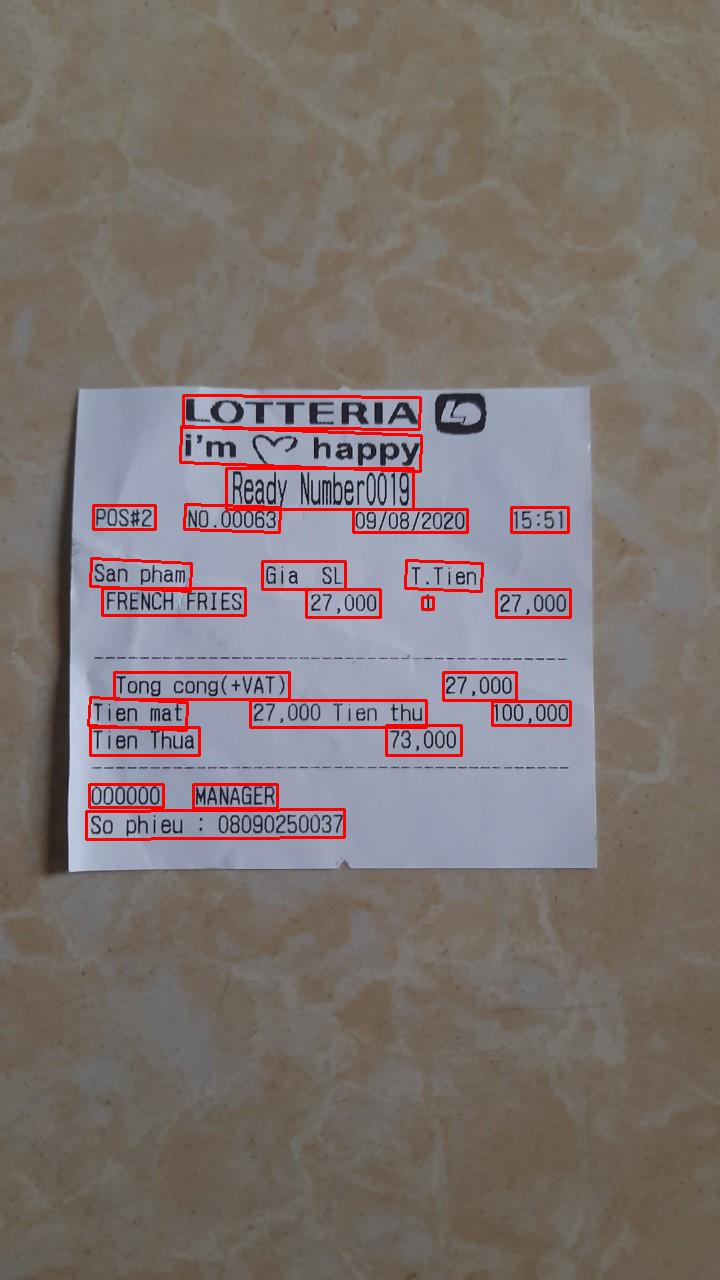 LOTTERIA
i'm ♡ happy
Ready Number0019
POS#2 NO.00063 09/08/2020 15:51
San pham Gia SL T.Tien
FRENCH FRIES 27,000 1 27,000
Tong cong(+VAT) 27,000
Tien mat 27,000 Tien thu 100,000
Tien Thua 73,000
000000 MANAGER
So phieu : 08090250037